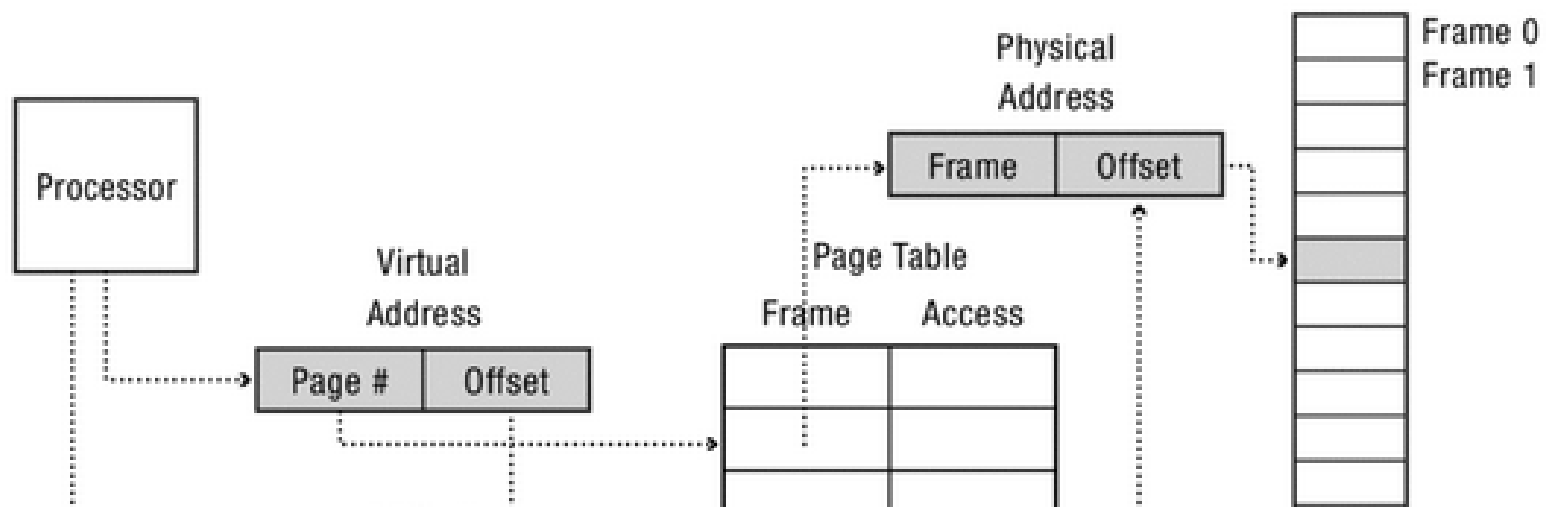 Processor
Virtual
Address
Page #
Offset
Page Table
Frame
Access
Physical
Address
Frame
Offset
Frame 0
Frame 1